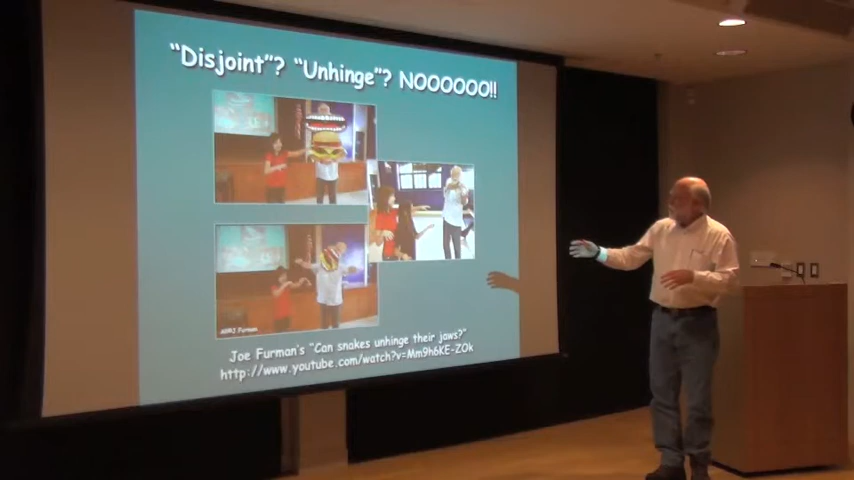 "Disjoint"? "Unhinge"? NOOOOOO!!
Joe Furman's "Can snakes unhinge their jaws?"
http://www.youtube.com/watch?v=Mm9h6KE-ZOk